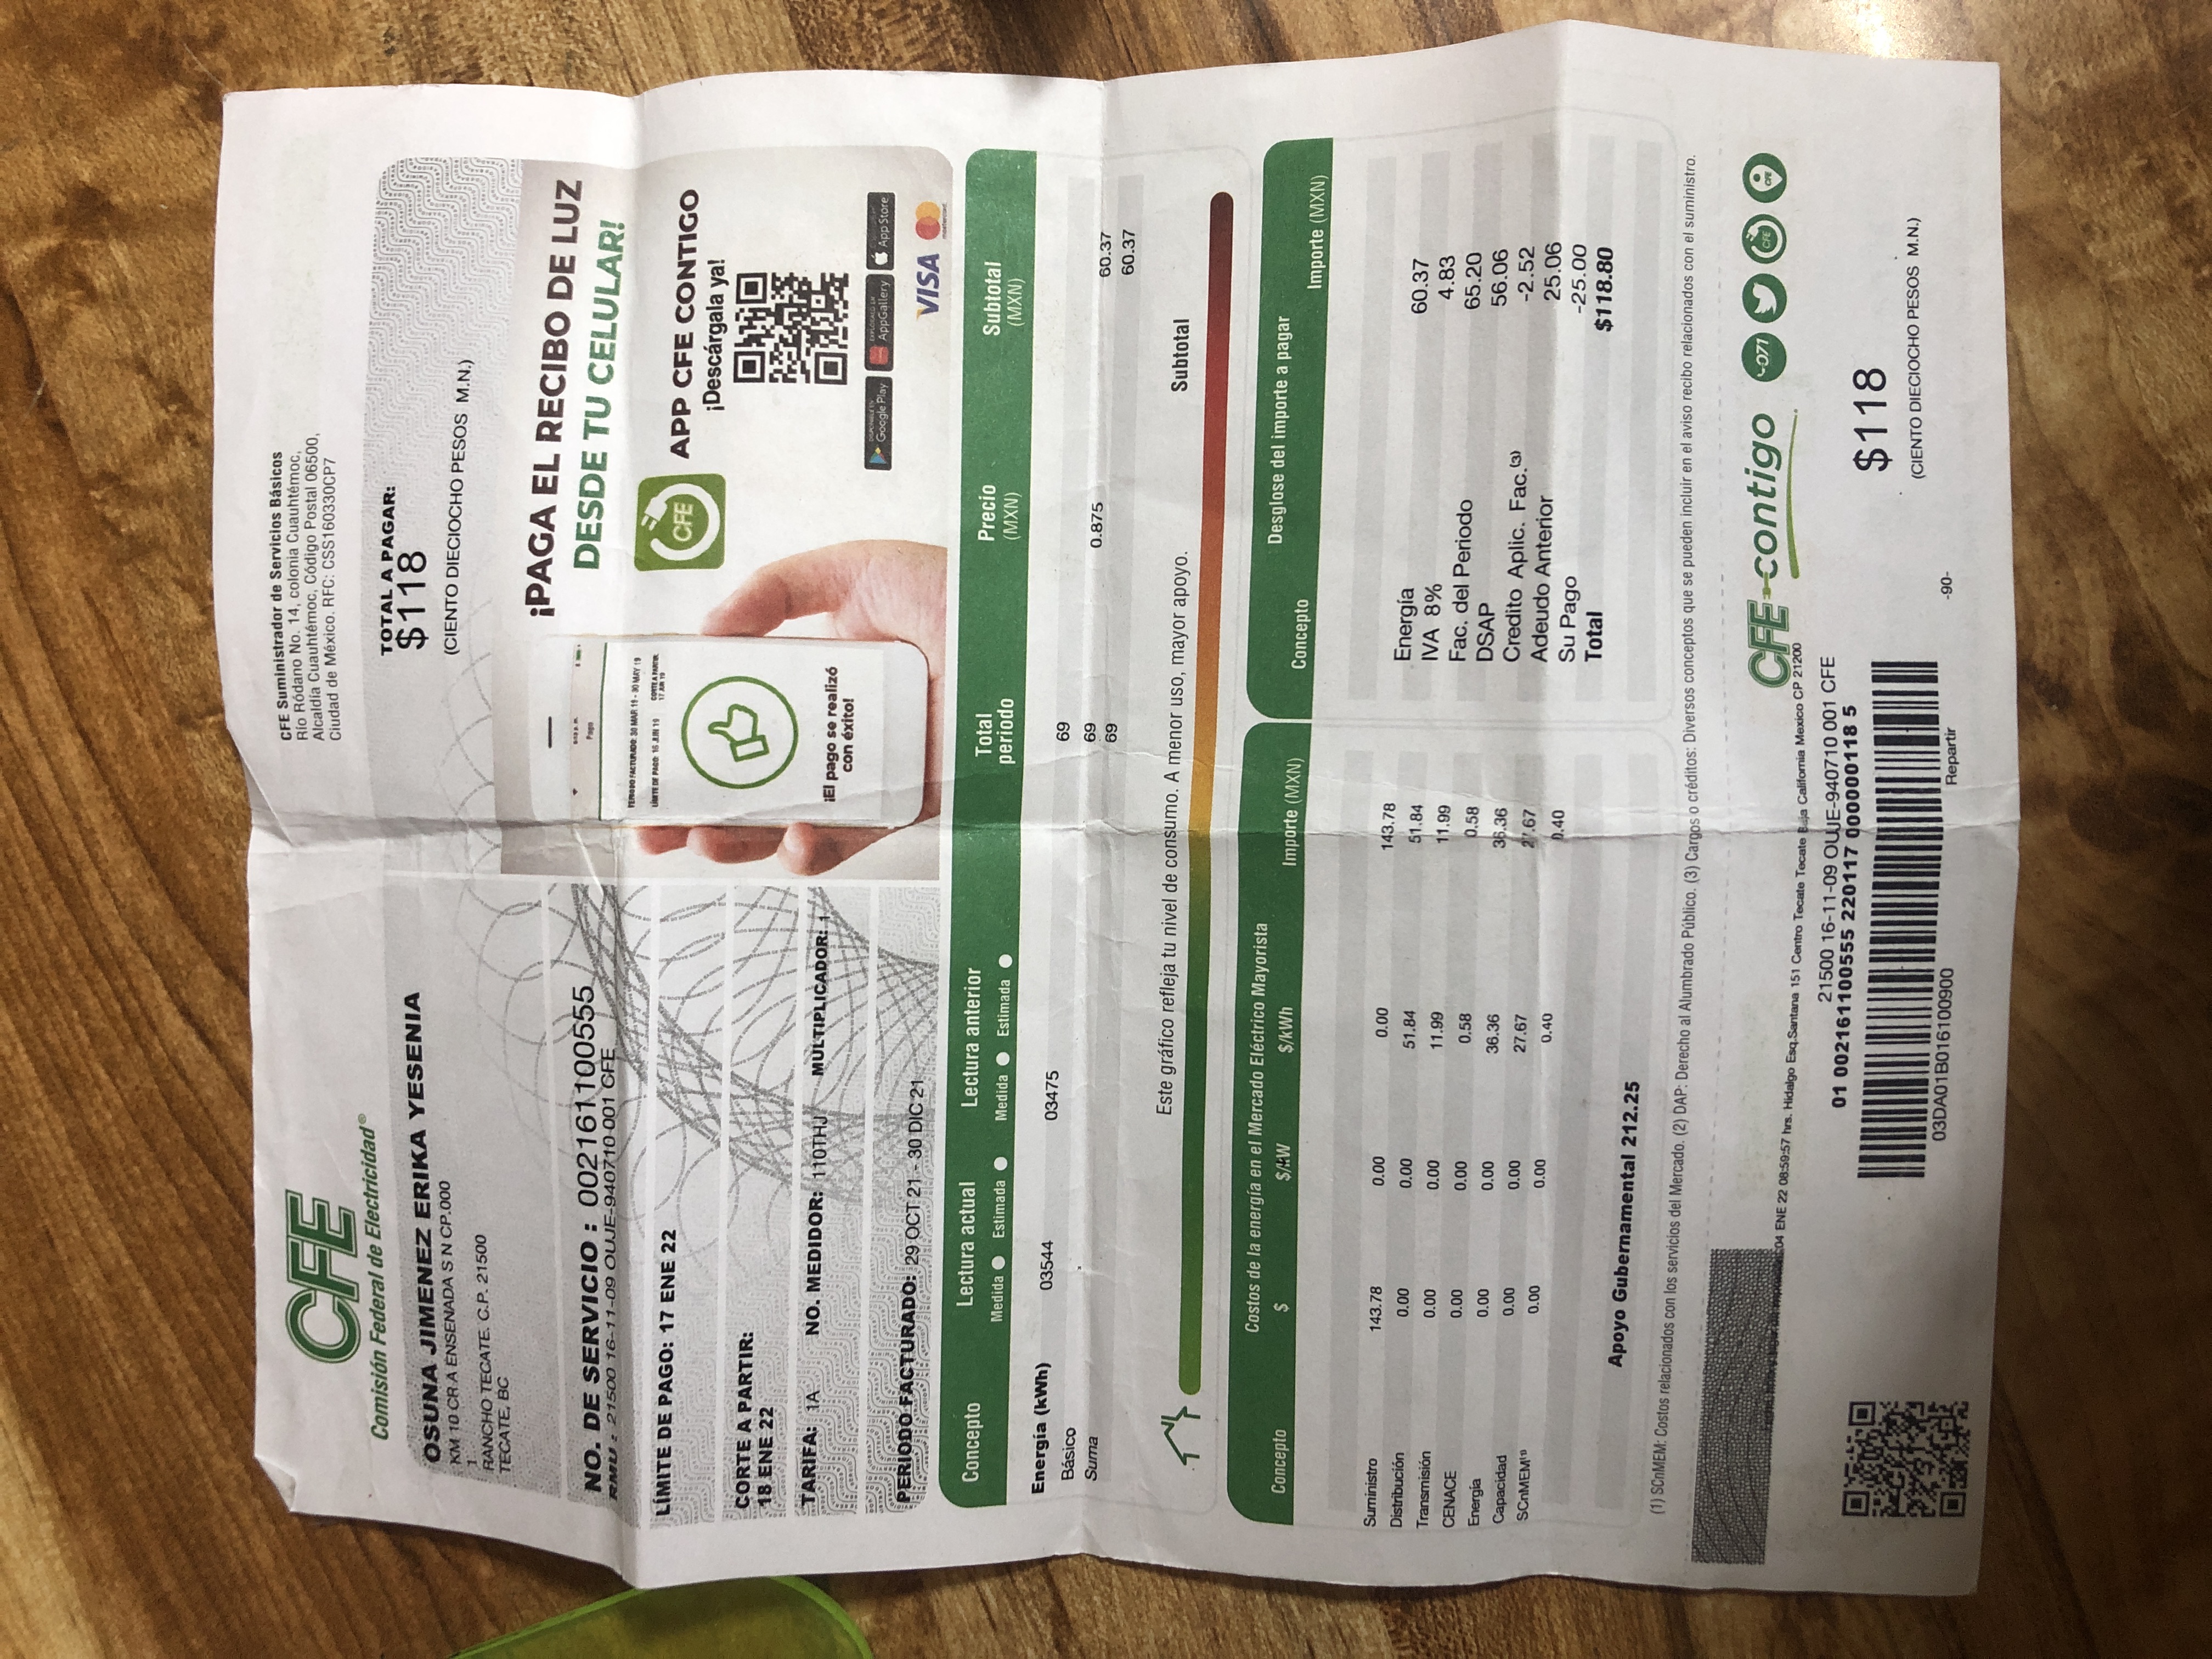 CFE
Comisión Federal de Electricidad®
CFE Suministrador de Servicios Básicos
Río Ródano No. 14, colonia Cuauhtémoc,
Alcaldía Cuauhtémoc, Código Postal 06500,
Ciudad de México. RFC: CSS160330CP7
OSUNA JIMENEZ ERIKA YESENIA
KM 10 CR A ENSENADA S N CP.000
1
RANCHO TECATE. C.P. 21500
TECATE, BC
TOTAL A PAGAR:
$118
(CIENTO DIECIOCHO PESOS M.N.)
NO. DE SERVICIO : 002161100555
RMU : 21500 16-11-09 OUJE-940710 001 CFE
LÍMITE DE PAGO: 17 ENE 22
CORTE A PARTIR:
18 ENE 22
TARIFA: 1A NO. MEDIDOR: 110THJ MULTIPLICADOR: 1
PERIODO FACTURADO: 29 OCT 21 - 30 DIC 21
Pago
PERIODO FACTURADO: 30 MAR 19 - 30 MAY 19
LÍMITE DE PAGO: 15 JUN 19 CORTE A PARTIR:
17 JUN 19
¡El pago se realizó
con éxito!
¡PAGA EL RECIBO DE LUZ
DESDE TU CELULAR!
CFE
APP CFE CONTIGO
¡Descárgala ya!
DISPONIBLE EN Google Play EXPLÓRALO EN AppGallery App Store
VISA mastercard
Concepto Lectura actual Lectura anterior Total periodo Precio (MXN) Subtotal (MXN)
Medida Estimada Medida Estimada
Energía (kWh) 03544 03475 69
Básico 69 0.875 60.37
Suma 69 60.37
Este gráfico refleja tu nivel de consumo. A menor uso, mayor apoyo. Subtotal
Costos de la energía en el Mercado Eléctrico Mayorista
Concepto $ $/kW $/kWh Importe (MXN)
Suministro 143.78 0.00 0.00 143.78
Distribución 0.00 0.00 51.84 51.84
Transmisión 0.00 0.00 11.99 11.99
CENACE 0.00 0.00 0.58 0.58
Energía 0.00 0.00 36.36 36.36
Capacidad 0.00 0.00 27.67 27.67
SCnMEM(1) 0.00 0.00 0.40 0.40
Apoyo Gubernamental 212.25
Desglose del importe a pagar
Concepto Importe (MXN)
Energía 60.37
IVA 8% 4.83
Fac. del Periodo 65.20
DSAP 56.06
Credito Aplic. Fac.(3) -2.52
Adeudo Anterior 25.06
Su Pago -25.00
Total $118.80
(1) SCnMEM: Costos relacionados con los servicios del Mercado. (2) DAP: Derecho al Alumbrado Público. (3) Cargos o créditos: Diversos conceptos que se pueden incluir en el aviso recibo relacionados con el suministro.
CFE contigo 071 CFE CFE
04 ENE 22 08:59:57 hrs. Hidalgo Esq.Santana 151 Centro Tecate Tecate Baja California Mexico CP 21200
21500 16-11-09 OUJE-940710 001 CFE
01 002161100555 220117 000000118 5
03DA01B016100900 Repartir -90-
$118
(CIENTO DIECIOCHO PESOS M.N.)